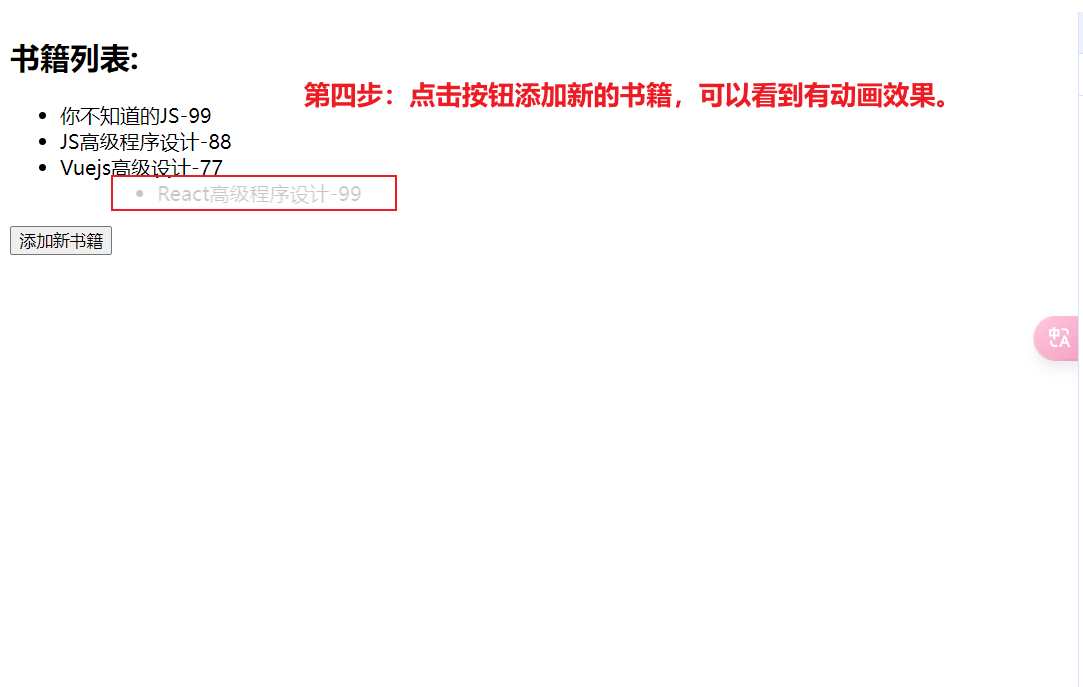 书籍列表:
第四步：点击按钮添加新的书籍，可以看到有动画效果。
你不知道的JS-99
JS高级程序设计-88
Vuejs高级设计-77
React高级程序设计-99
添加新书籍
中
A